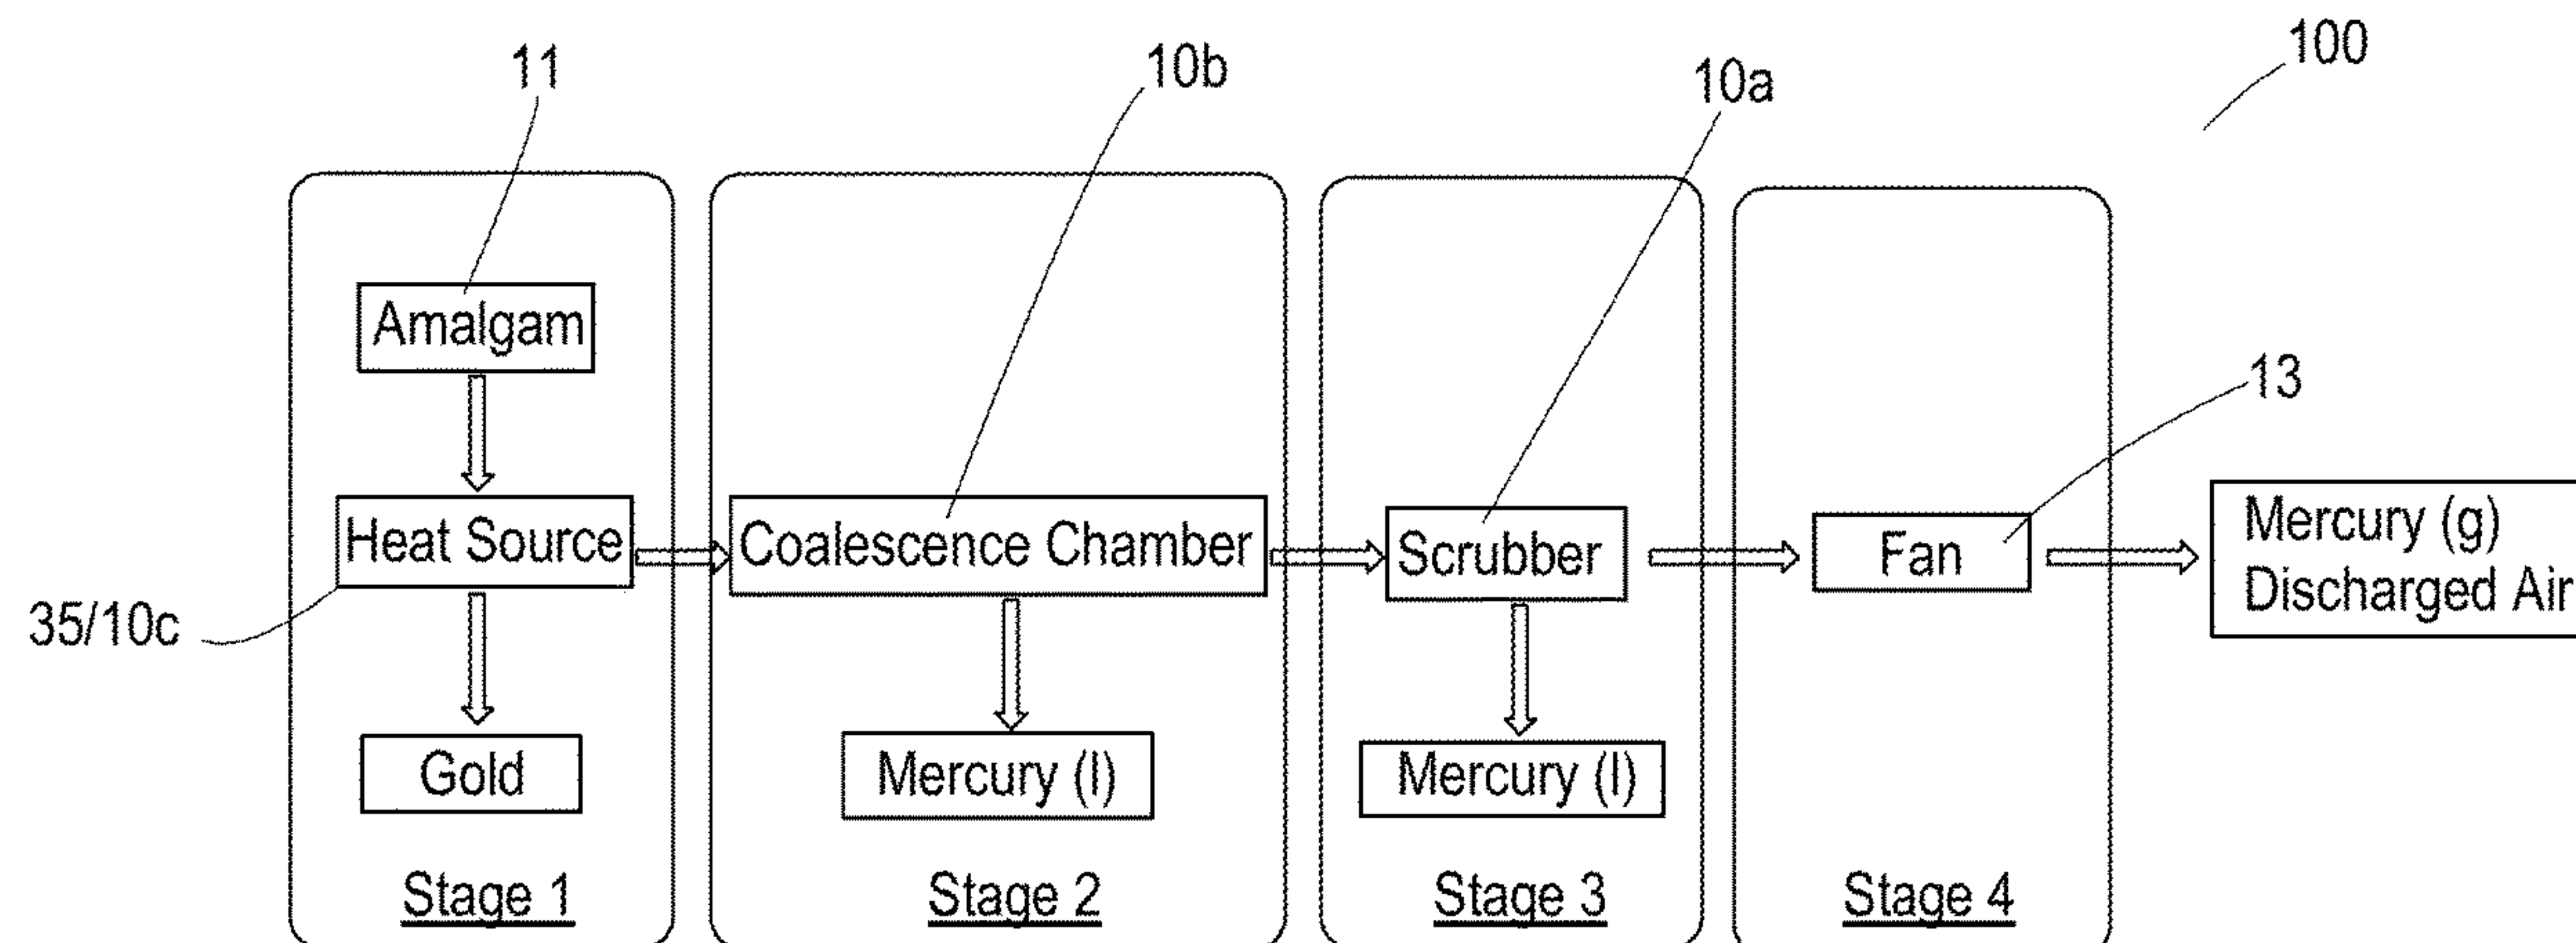 100
11
10b
10a
13
35/10c
Amalgam
Heat Source
Gold
Stage 1
Coalescence Chamber
Mercury (l)
Stage 2
Scrubber
Mercury (l)
Stage 3
Fan
Stage 4
Mercury (g)
Discharged Air